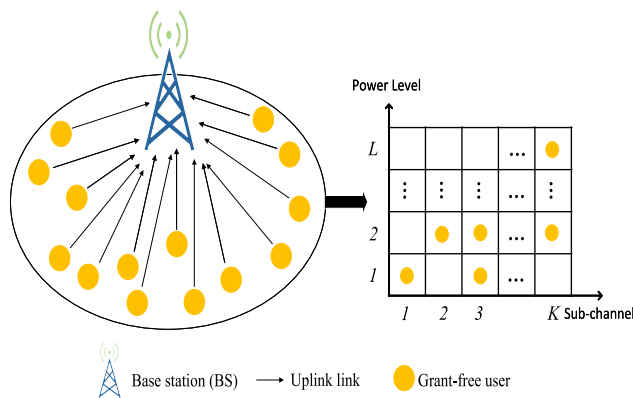 Power Level
L
...
⋮ ⋮ ⋮ ... ⋮
2
...
1
...
1 2 3 K Sub-channel
Base station (BS) Uplink link Grant-free user